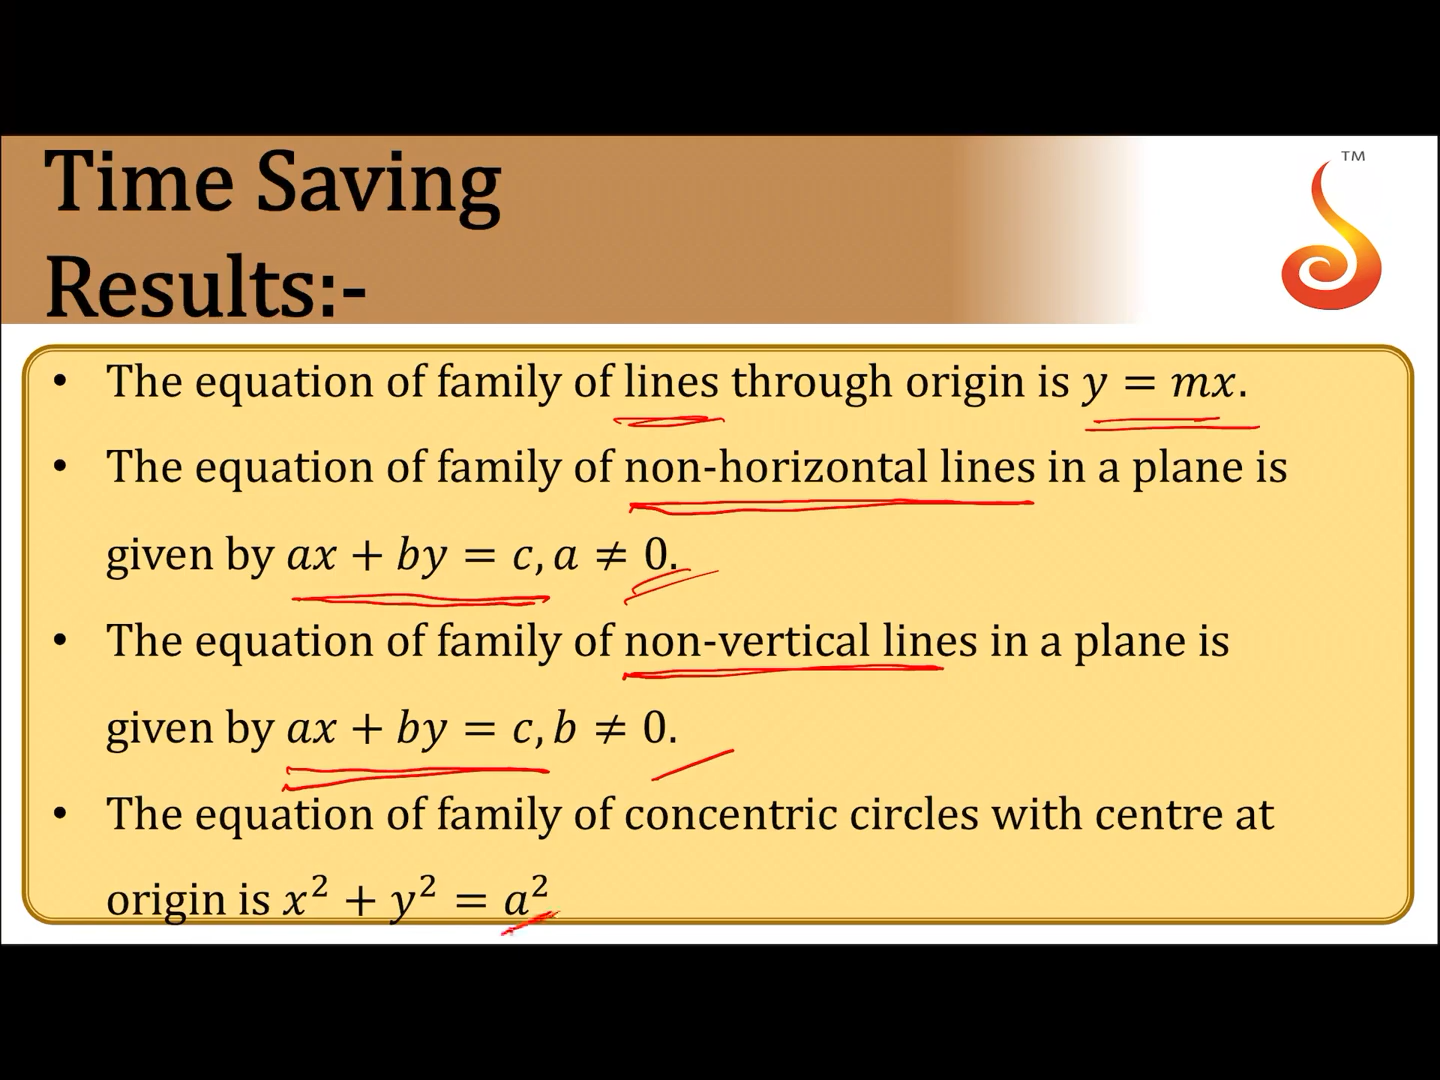 Time Saving
Results:-
TM
• The equation of family of lines through origin is y = mx.
• The equation of family of non-horizontal lines in a plane is
given by ax + by = c, a ≠ 0.
• The equation of family of non-vertical lines in a plane is
given by ax + by = c, b ≠ 0.
• The equation of family of concentric circles with centre at
origin is x² + y² = a²